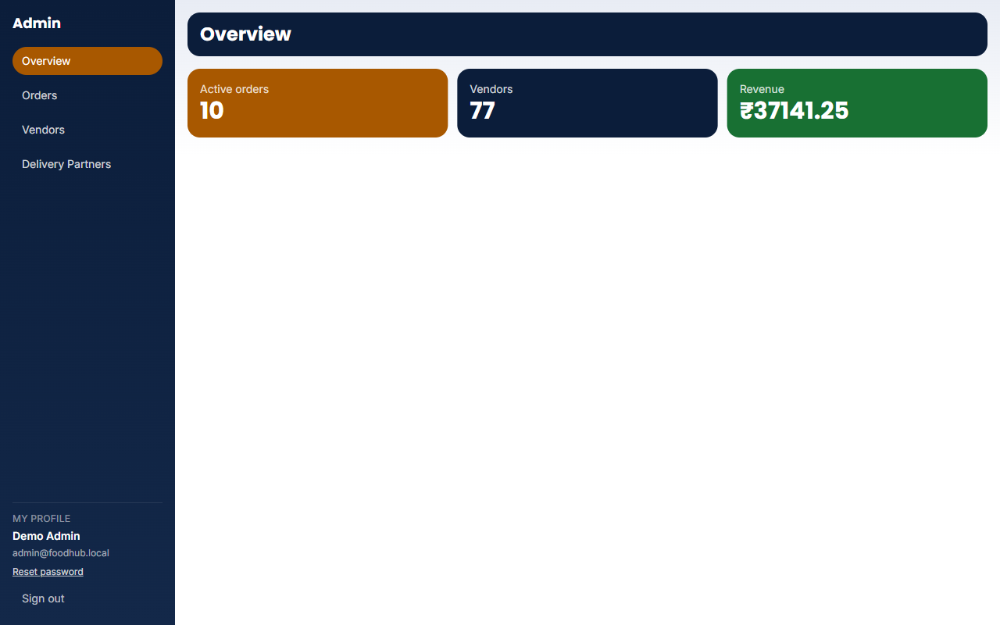 Admin
Overview
Orders
Vendors
Delivery Partners
MY PROFILE
Demo Admin
admin@foodhub.local
Reset password
Sign out
Overview
Active orders
10
Vendors
77
Revenue
₹37141.25